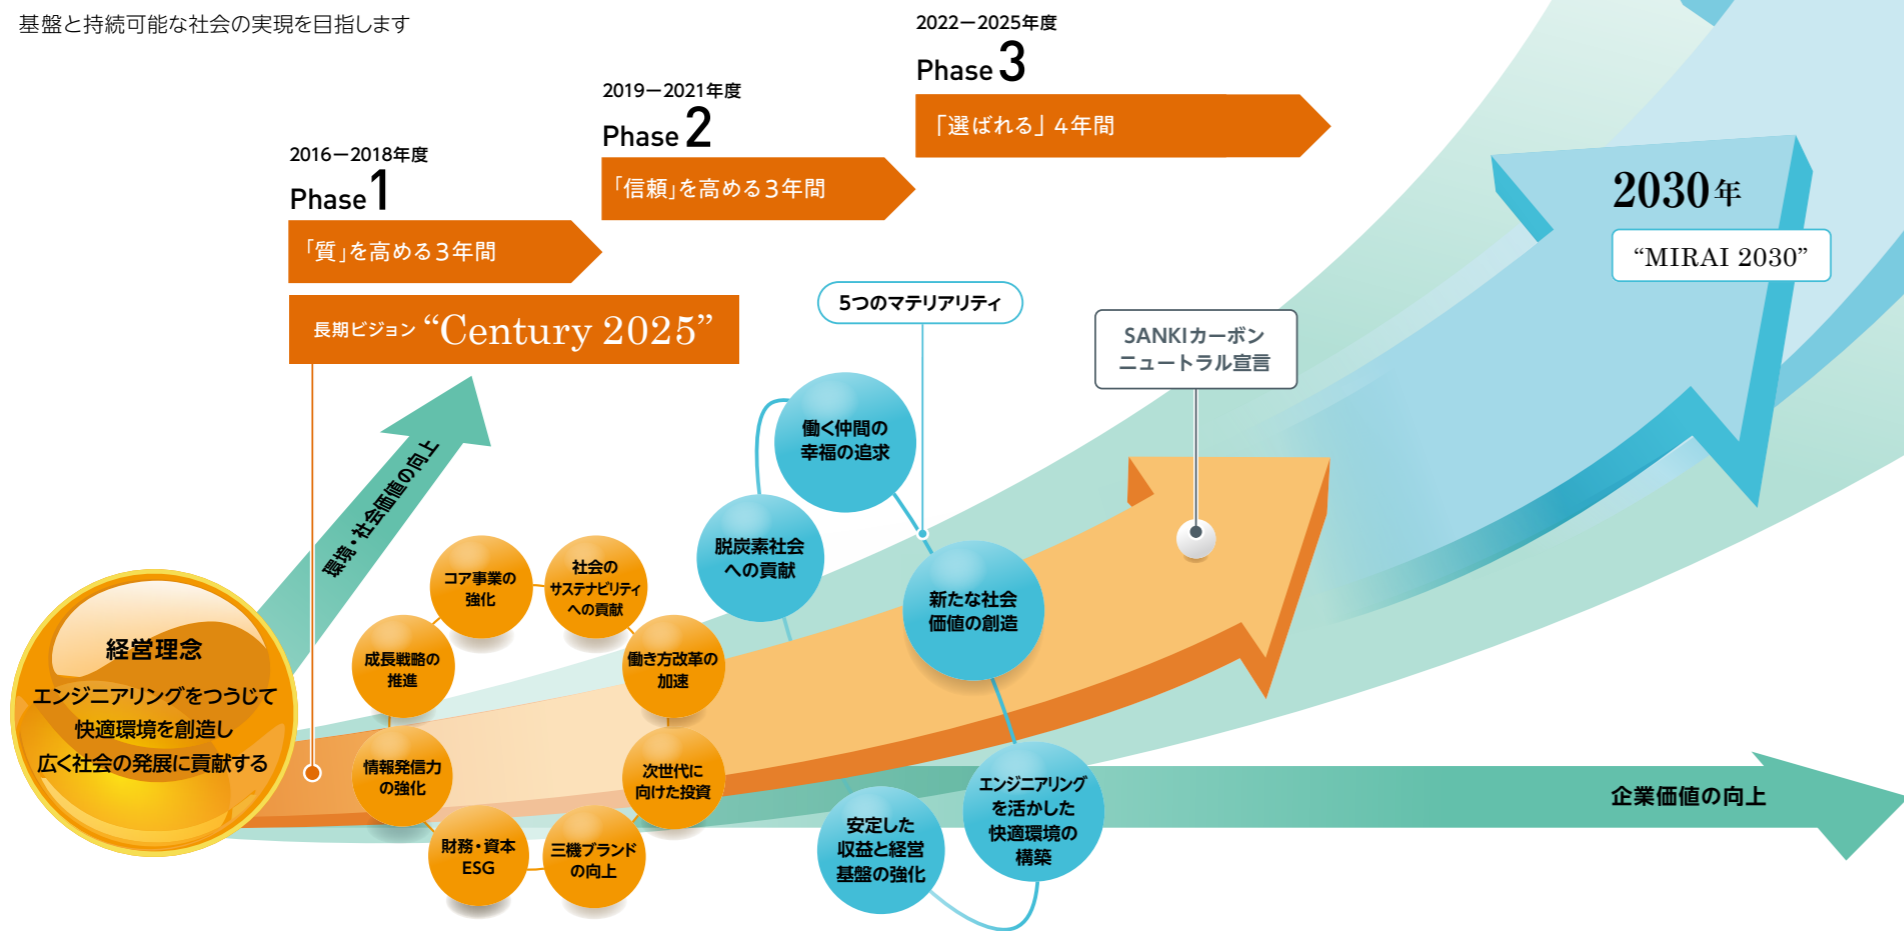 基盤と持続可能な社会の実現を目指します
2016－2018年度
Phase 1
「質」を高める3年間
2019－2021年度
Phase 2
「信頼」を高める3年間
2022－2025年度
Phase 3
「選ばれる」4年間
長期ビジョン “Century 2025”
2030年
“MIRAI 2030”
5つのマテリアリティ
SANKIカーボン
ニュートラル宣言
環境・社会価値の向上
経営理念
エンジニアリングをつうじて
快適環境を創造し
広く社会の発展に貢献する
コア事業の
強化
社会の
サステナビリティ
への貢献
成長戦略の
推進
働き方改革の
加速
情報発信力
の強化
次世代に
向けた投資
財務・資本
ESG
三機ブランド
の向上
働く仲間の
幸福の追求
脱炭素社会
への貢献
新たな社会
価値の創造
エンジニアリング
を活かした
快適環境の
構築
安定した
収益と経営
基盤の強化
企業価値の向上